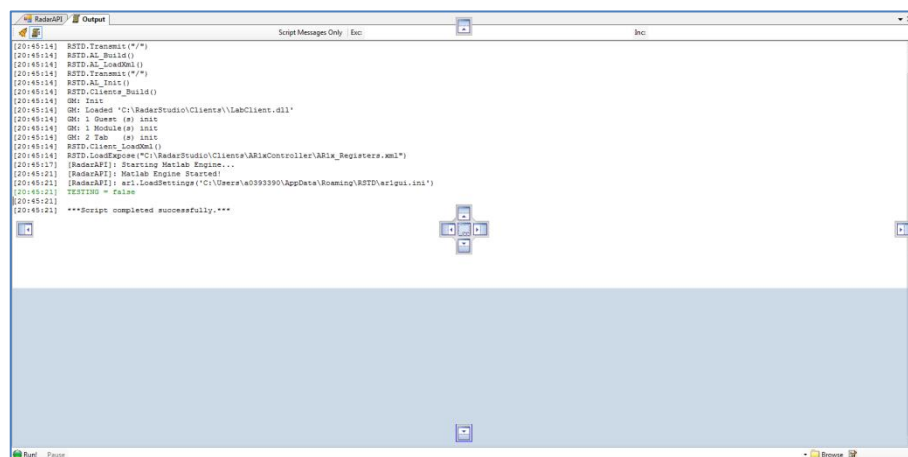 RadarAPI Output
Script Messages Only Exc: Inc:
[20:45:14] RSTD.Transmit("/")
[20:45:14] RSTD.AL_Build()
[20:45:14] RSTD.AL_LoadXml()
[20:45:14] RSTD.Transmit("/")
[20:45:14] RSTD.AL_Init()
[20:45:14] RSTD.Clients_Build()
[20:45:14] GM: Init
[20:45:14] GM: Loaded 'C:\RadarStudio\Clients\\LabClient.dll'
[20:45:14] GM: 1 Guest (s) init
[20:45:14] GM: 1 Module(s) init
[20:45:14] GM: 2 Tab (s) init
[20:45:14] RSTD.Client_LoadXml()
[20:45:14] RSTD.LoadExpose("C:\RadarStudio\Clients\AR1xController\AR1x_Registers.xml")
[20:45:17] [RadarAPI]: Starting Matlab Engine...
[20:45:21] [RadarAPI]: Matlab Engine Started!
[20:45:21] [RadarAPI]: ar1.LoadSettings('C:\Users\a0393390\AppData\Roaming\RSTD\ar1gui.ini')
[20:45:21] TESTING = false
[20:45:21]
[20:45:21] ***Script completed successfully.***
Run! Pause Browse